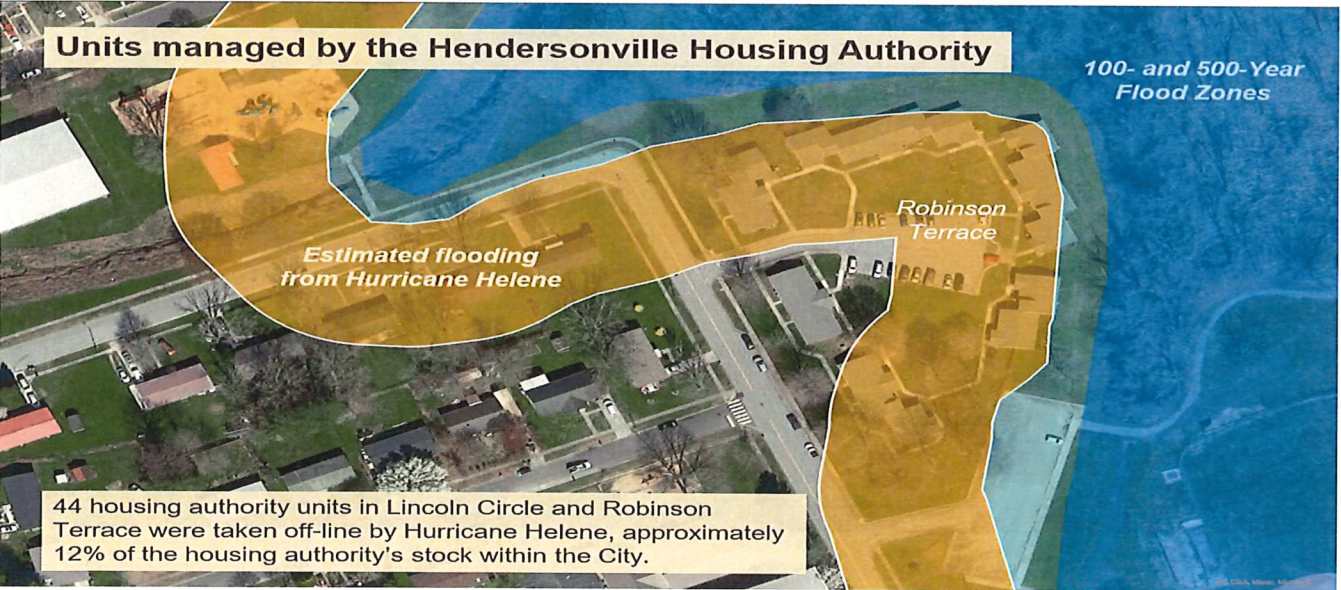 Units managed by the Hendersonville Housing Authority
100- and 500-Year
Flood Zones
Robinson
Terrace
Estimated flooding
from Hurricane Helene
44 housing authority units in Lincoln Circle and Robinson
Terrace were taken off-line by Hurricane Helene, approximately
12% of the housing authority's stock within the City.